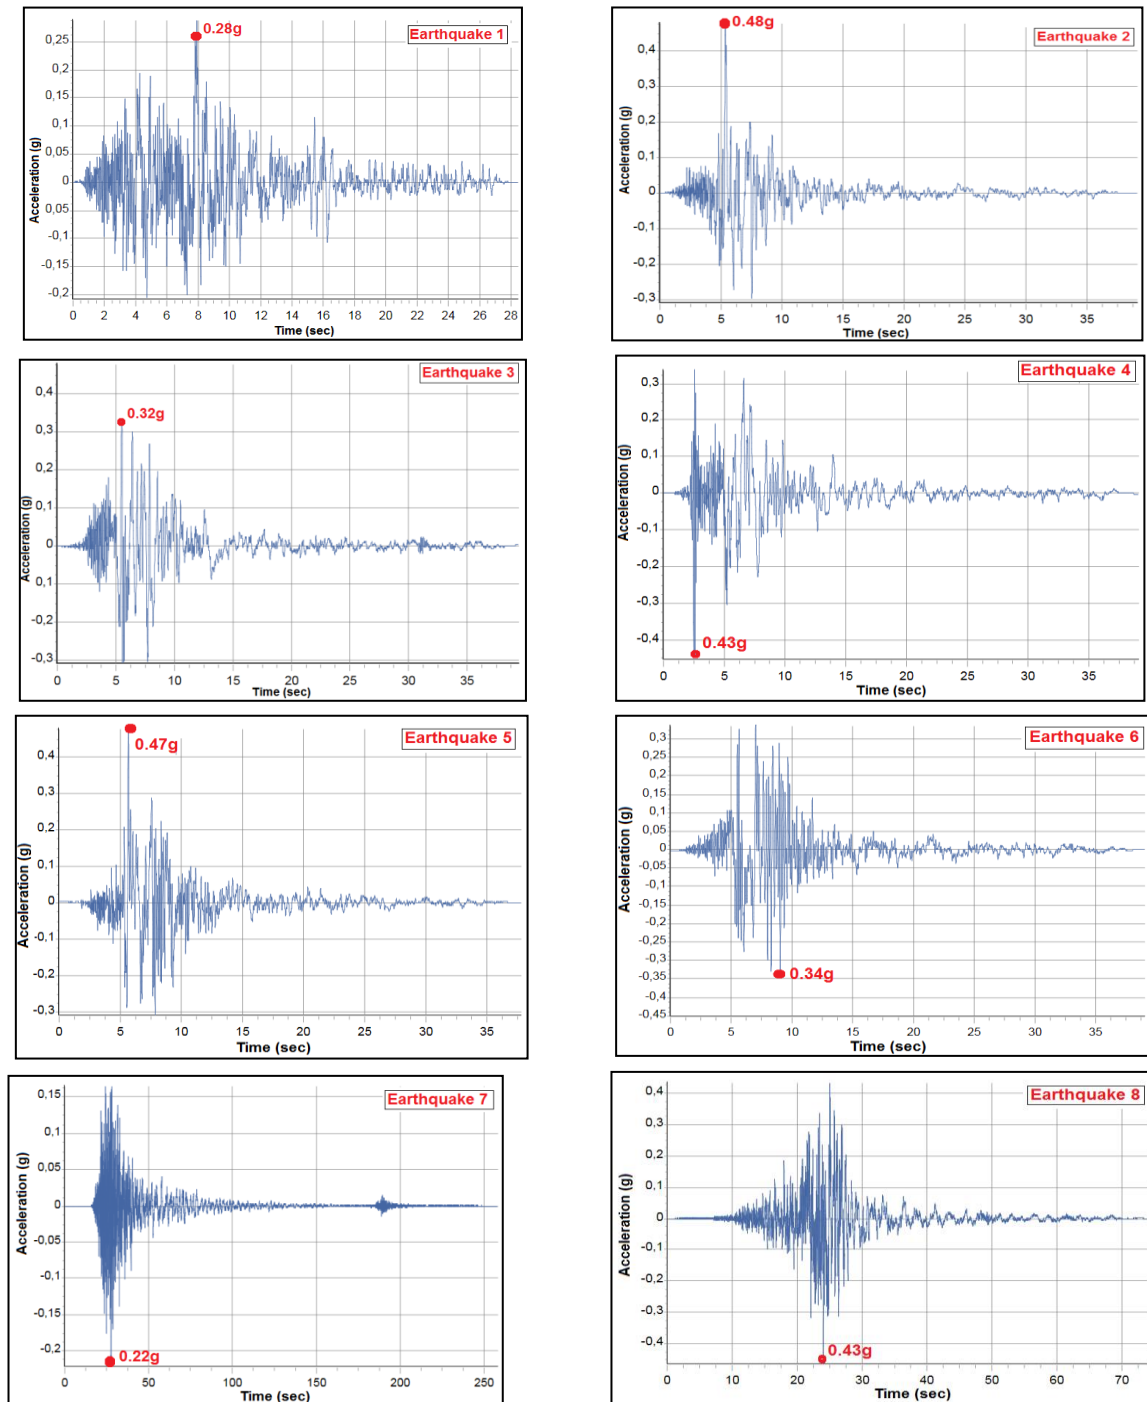 Earthquake 1
0.28g
Acceleration (g)
0,25
0,2
0,15
0,1
0,05
0
0,05
-0,1
-0,15
-0,2
0 2 4 6 8 10 12 14 16 18 20 22 24 26 28
Time (sec)
Earthquake 2
0.48g
Acceleration (g)
0,4
0,3
0,2
0,1
0
-0,1
-0,2
-0,3
0 5 10 15 20 25 30 35
Time (sec)
Earthquake 3
0.32g
Acceleration (g)
0,4
0,3
0,2
0,1
0
0,1
-0,2
-0,3
0 5 10 15 20 25 30 35
Time (sec)
Earthquake 4
0.43g
Acceleration (g)
0,3
0,2
0,1
0
-0,1
-0,2
-0,3
-0,4
0 5 10 15 20 25 30 35
Time (sec)
Earthquake 5
0.47g
Acceleration (g)
0,4
0,3
0,2
0,1
0
-0,1
-0,2
-0,3
0 5 10 15 20 25 30 35
Time (sec)
Earthquake 6
0.34g
Acceleration (g)
0,3
0,25
0,2
0,15
0,1
0,05
0
-0,05
-0,1
-0,15
-0,2
-0,25
-0,3
-0,35
-0,4
-0,45
0 5 10 15 20 25 30 35
Time (sec)
Earthquake 7
0.22g
Acceleration (g)
0,15
0,1
0,05
0
-0,05
-0,1
-0,15
-0,2
0 50 100 150 200 250
Time (sec)
Earthquake 8
0.43g
Acceleration (g)
0,4
0,3
0,2
0,1
0
-0,1
-0,2
-0,3
-0,4
0 10 20 30 40 50 60 70
Time (sec)